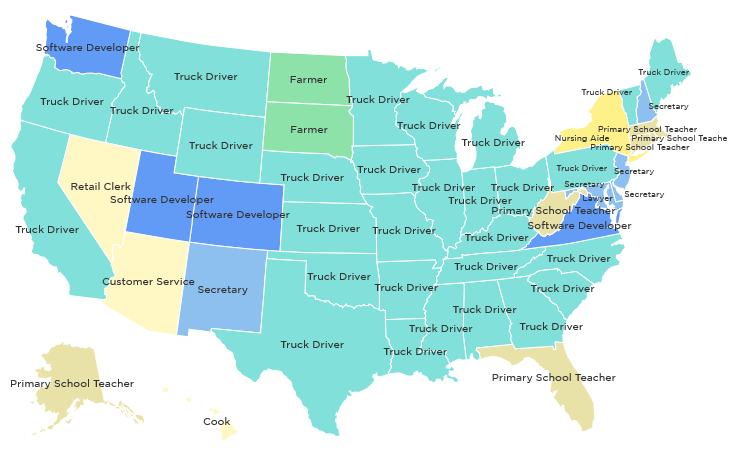 Software Developer
Truck Driver
Farmer
Truck Driver
Truck Driver
Truck Driver
Truck Driver
Truck Driver
Secretary
Truck Driver
Farmer
Primary School Teacher
Primary School Teache
Nursing Aide
Primary School Teacher
Truck Driver
Truck Driver
Truck Driver
Truck Driver
Secretary
Truck Driver
Retail Clerk
Truck Driver
Truck Driver
Truck Driver
Secretary
Secretary
Software Developer
Truck Driver
Lawyer
Primary School Teacher
Software Developer
Software Developer
Truck Driver
Truck Driver
Truck Driver
Truck Driver
Truck Driver
Truck Driver
Truck Driver
Customer Service
Secretary
Truck Driver
Truck Driver
Truck Driver
Truck Driver
Truck Driver
Truck Driver
Truck Driver
Primary School Teacher
Primary School Teacher
Cook